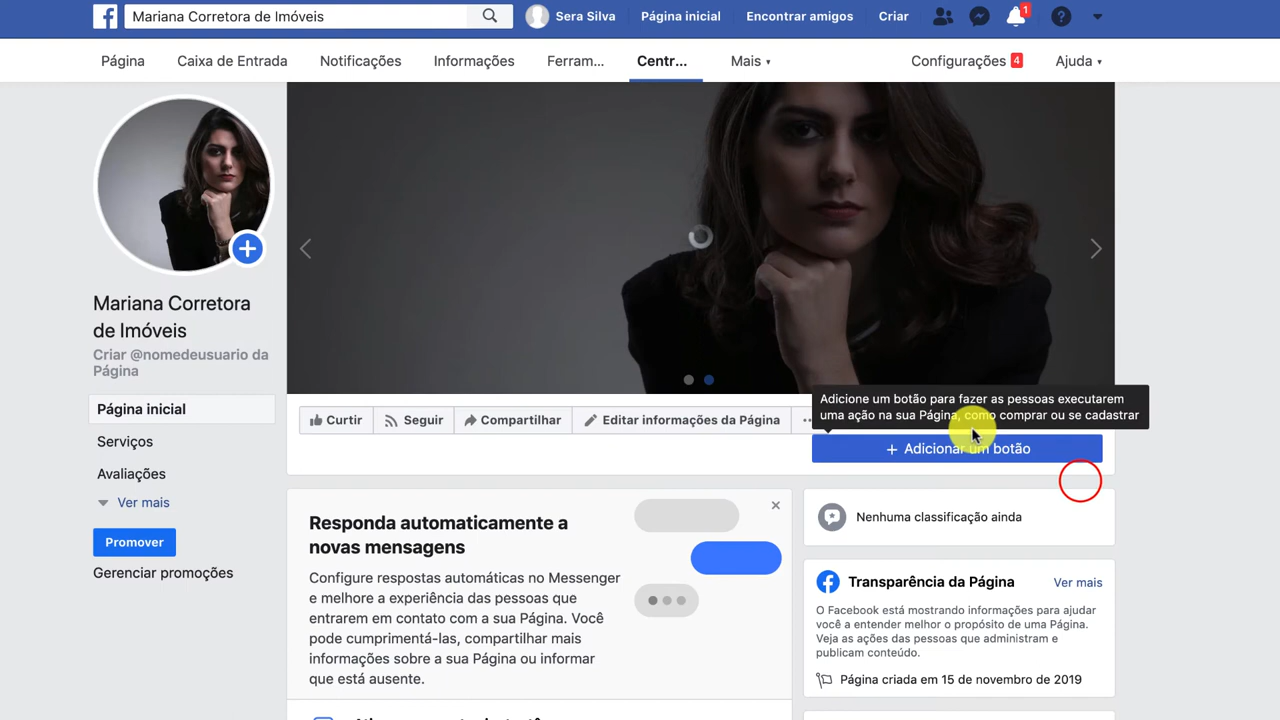 Mariana Corretora de Imóveis
Sera Silva
Página inicial
Encontrar amigos
Criar
1
Página
Caixa de Entrada
Notificações
Informações
Ferram...
Centr...
Mais
Configurações 4
Ajuda
Mariana Corretora
de Imóveis
Criar @nomedeusuario da
Página
Página inicial
Serviços
Avaliações
Ver mais
Promover
Gerenciar promoções
Curtir
Seguir
Compartilhar
Editar informações da Página
Adicione um botão para fazer as pessoas executarem
uma ação na sua Página, como comprar ou se cadastrar
+ Adicionar um botão
Responda automaticamente a
novas mensagens
Configure respostas automáticas no Messenger
e melhore a experiência das pessoas que
entrarem em contato com a sua Página. Você
pode cumprimentá-las, compartilhar mais
informações sobre a sua Página ou informar
que está ausente.
Nenhuma classificação ainda
Transparência da Página
Ver mais
O Facebook está mostrando informações para ajudar
você a entender melhor o propósito de uma Página.
Veja as ações das pessoas que administram e
publicam conteúdo.
Página criada em 15 de novembro de 2019